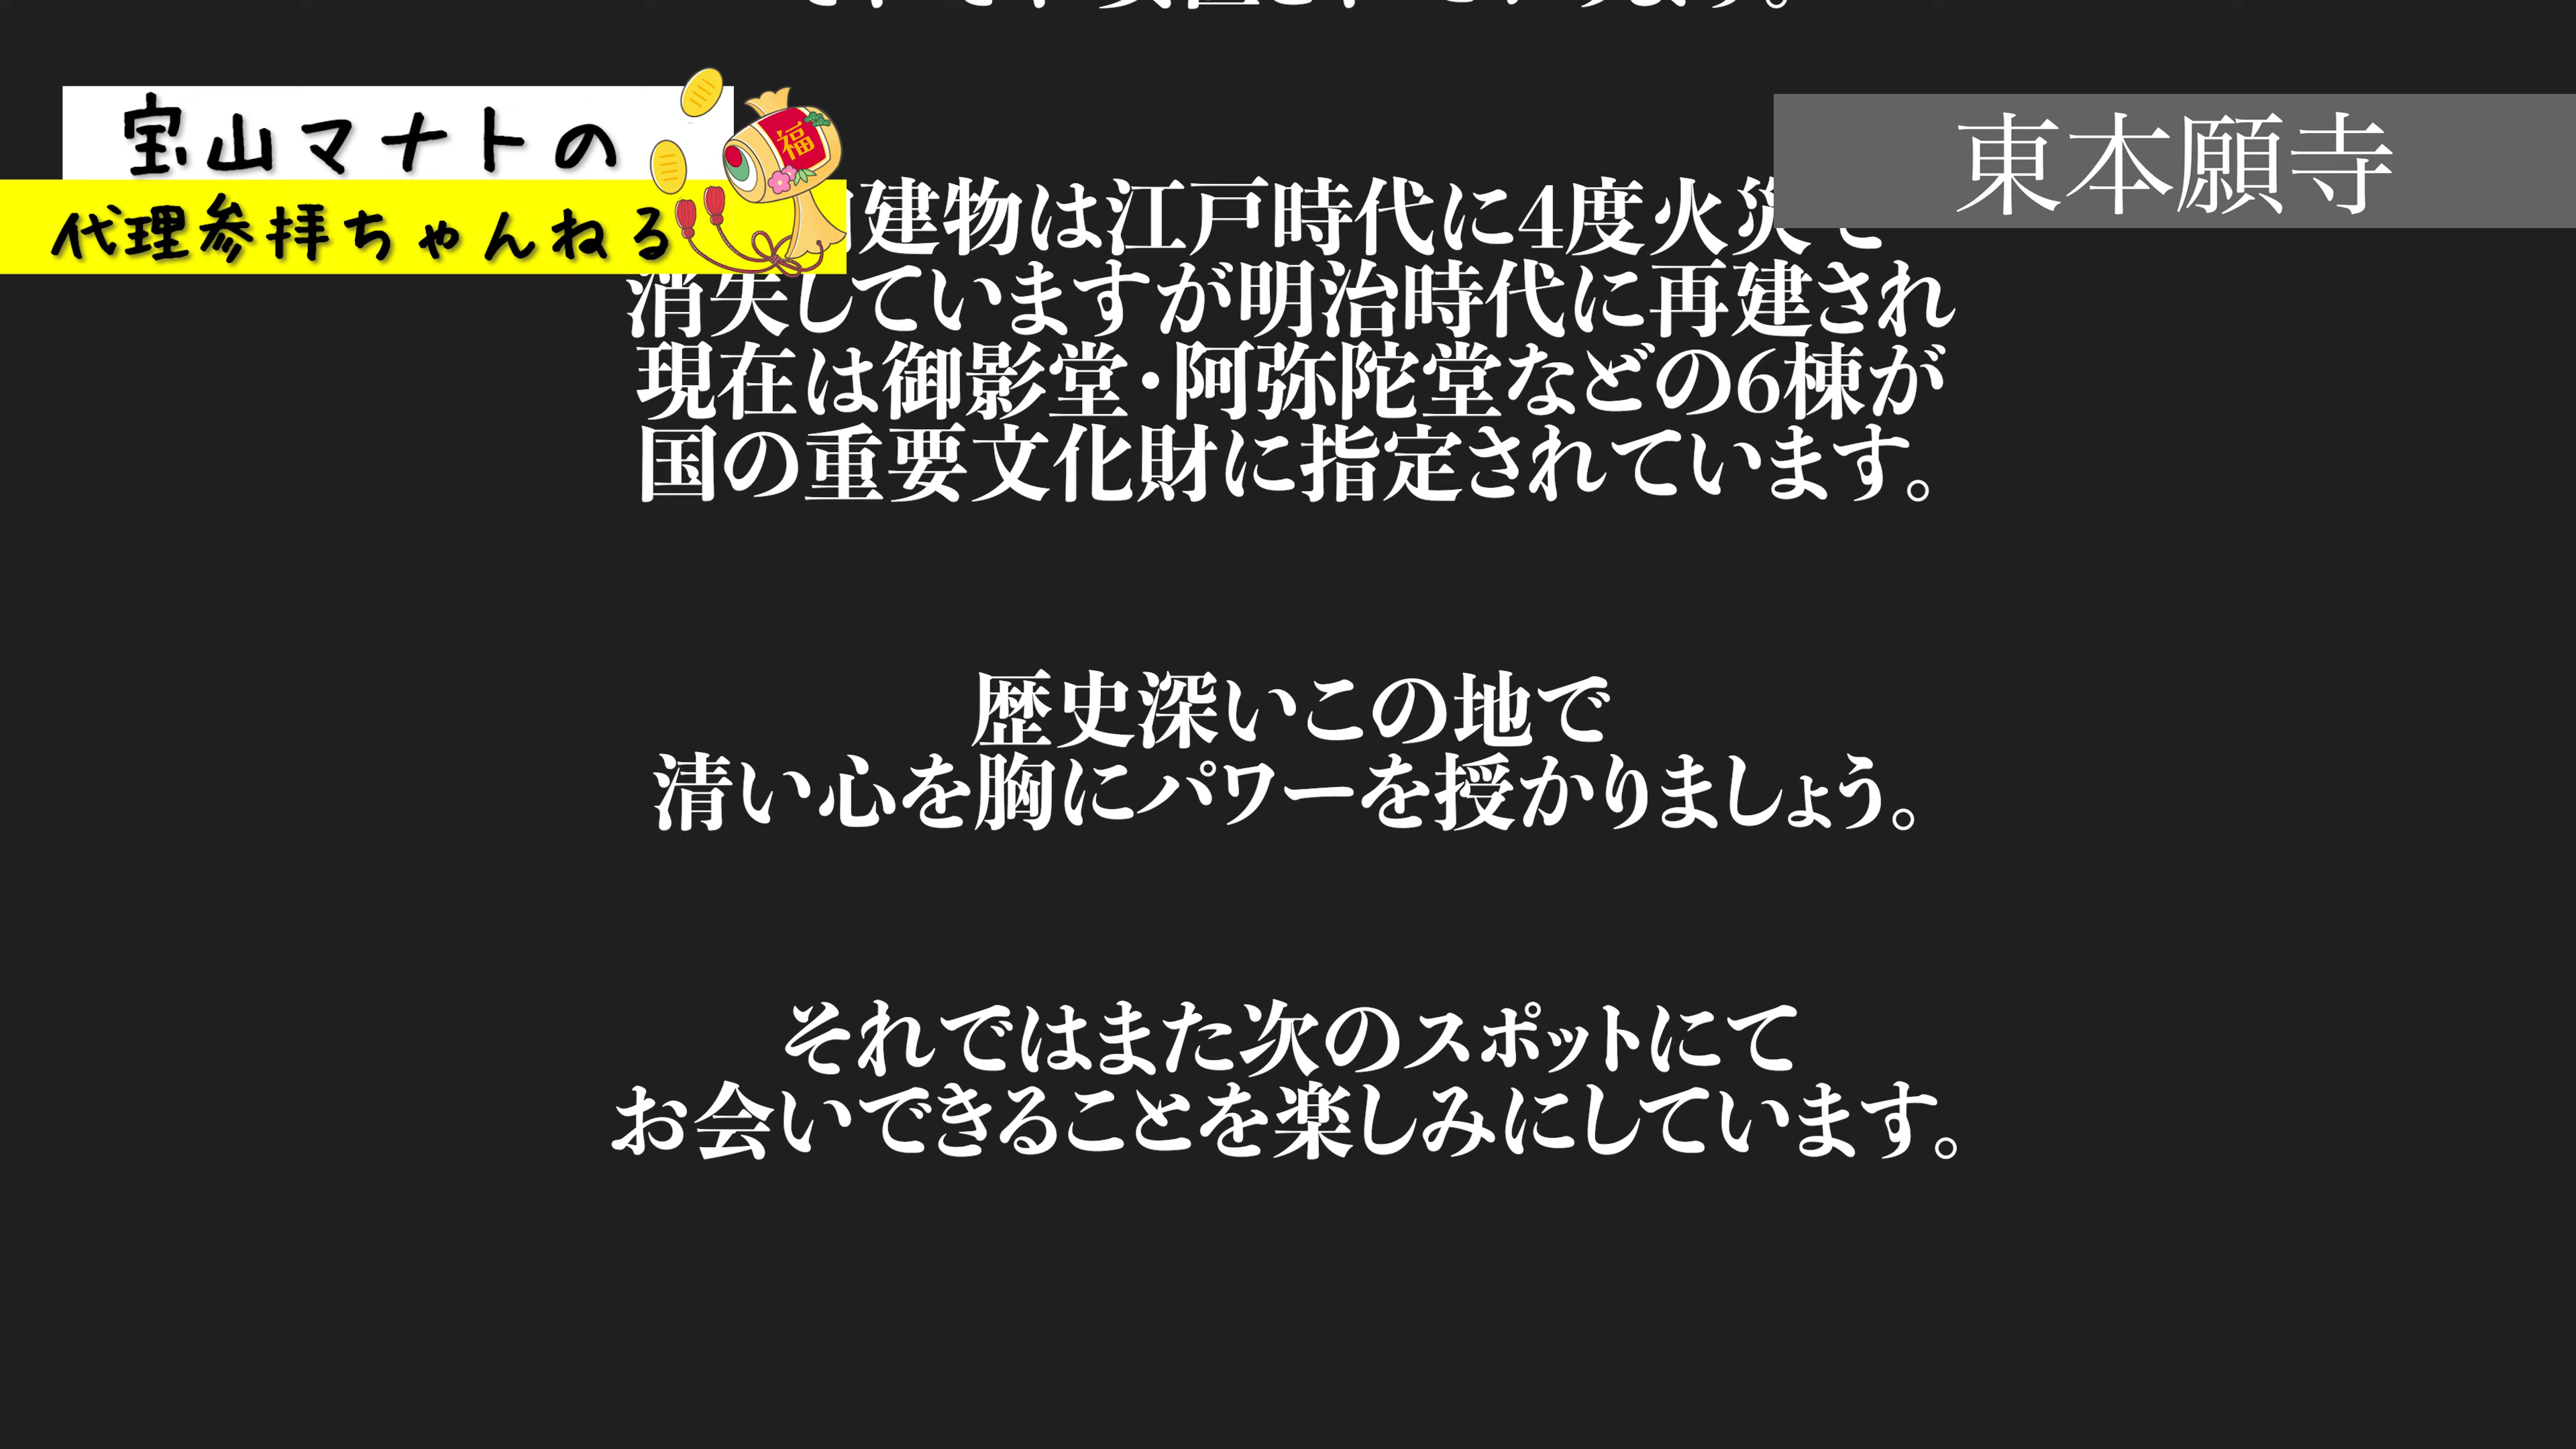 宝山マナトの
代理参拝ちゃんねる
福
東本願寺
建物は江戸時代に4度火災で
消失していますが明治時代に再建され
現在は御影堂・阿弥陀堂などの6棟が
国の重要文化財に指定されています。
歴史深いこの地で
清い心を胸にパワーを授かりましょう。
それではまた次のスポットにて
お会いできることを楽しみにしています。